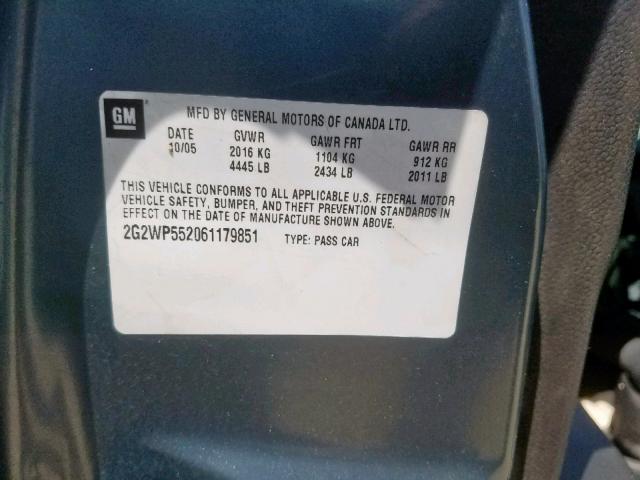 GM
MFD BY GENERAL MOTORS OF CANADA LTD.
DATE GVWR GAWR FRT GAWR RR
10/05 2016 KG 1104 KG 912 KG
4445 LB 2434 LB 2011 LB
THIS VEHICLE CONFORMS TO ALL APPLICABLE U.S. FEDERAL MOTOR
VEHICLE SAFETY, BUMPER, AND THEFT PREVENTION STANDARDS IN
EFFECT ON THE DATE OF MANUFACTURE SHOWN ABOVE.
2G2WP552061179851 TYPE: PASS CAR